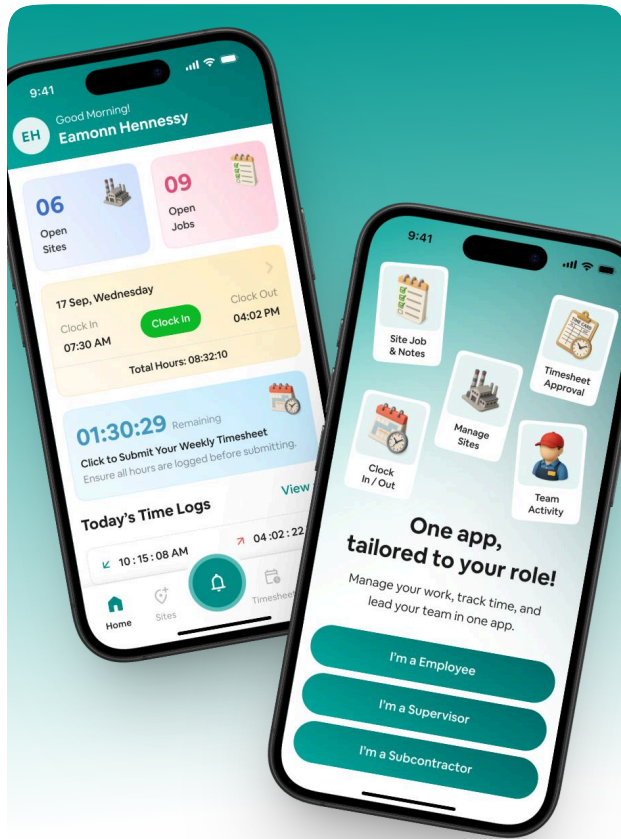 9:41
EH
Good Morning!
Eamonn Hennessy
06
Open
Sites
09
Open
Jobs
17 Sep, Wednesday
Clock In
07:30 AM
Clock In
Clock Out
04:02 PM
Total Hours: 08:32:10
01:30:29 Remaining
Click to Submit Your Weekly Timesheet
Ensure all hours are logged before submitting.
Today's Time Logs
View
10:15:08 AM
04:02:22
Home
Sites
Timesheet
9:41
Site Job
& Notes
TIME CARD
Timesheet
Approval
Manage
Sites
Clock
In / Out
Team
Activity
One app,
tailored to your role!
Manage your work, track time, and
lead your team in one app.
I'm a Employee
I'm a Supervisor
I'm a Subcontractor